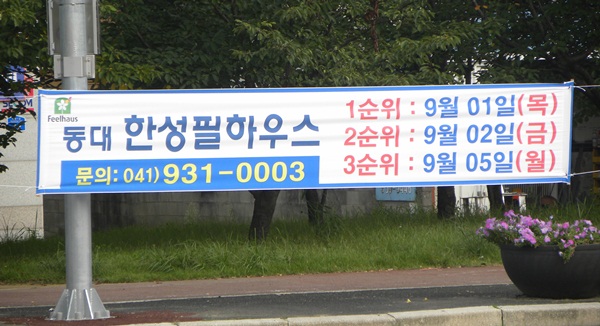 Feelhaus
동대 한성필하우스
문의: 041) 931-0003
1순위 : 9월 01일(목)
2순위 : 9월 02일(금)
3순위 : 9월 05일(월)